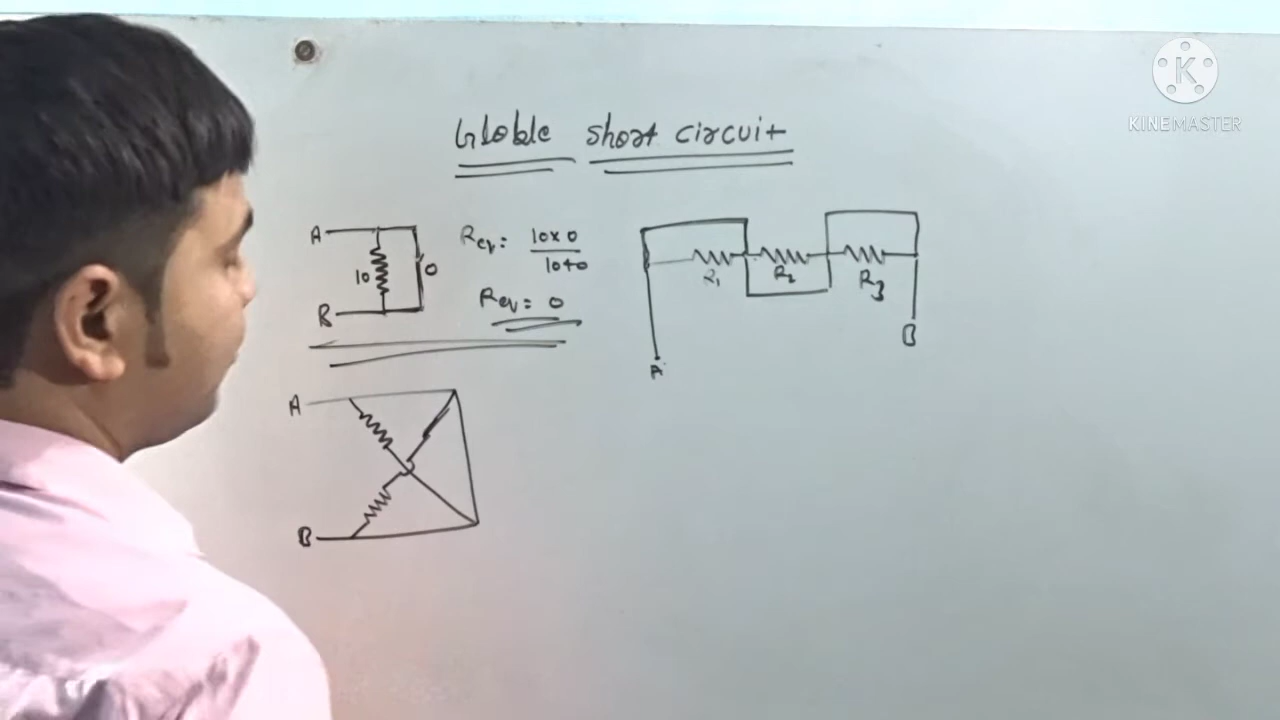 Globle short circuit
A
10
0
B
Req = 10 x 0
10+0
Req = 0
R1
R2
R3
A
B
A
B
K
KINEMASTER